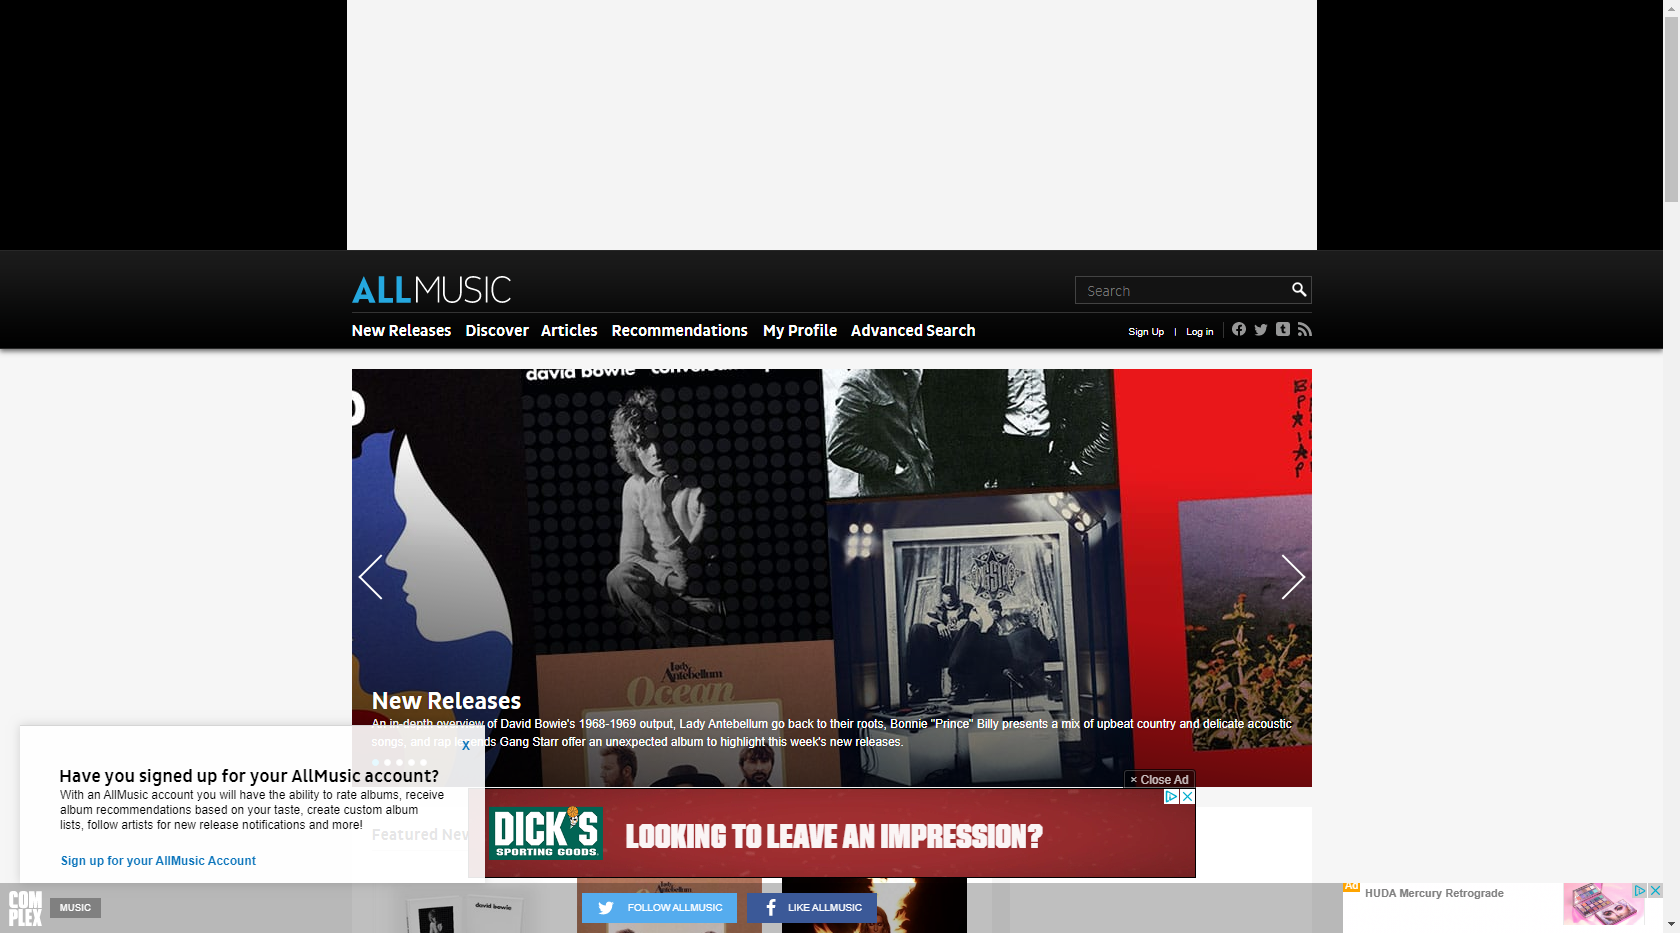 ALLMUSIC
Search
New Releases Discover Articles Recommendations My Profile Advanced Search
Sign Up | Log in
david bowie
Lady
Antebellum
Ocean
New Releases
An in-depth overview of David Bowie's 1968-1969 output, Lady Antebellum go back to their roots, Bonnie "Prince" Billy presents a mix of upbeat country and delicate acoustic
songs, and rap legends Gang Starr offer an unexpected album to highlight this week's new releases.
X
Have you signed up for your AllMusic account?
With an AllMusic account you will have the ability to rate albums, receive
album recommendations based on your taste, create custom album
lists, follow artists for new release notifications and more!
Sign up for your AllMusic Account
Featured New
× Close Ad
DICK'S
SPORTING GOODS
LOOKING TO LEAVE AN IMPRESSION?
COM
PLEX
MUSIC
david bowie
Lady
Antebellum
FOLLOW ALLMUSIC
LIKE ALLMUSIC
Ad
HUDA Mercury Retrograde